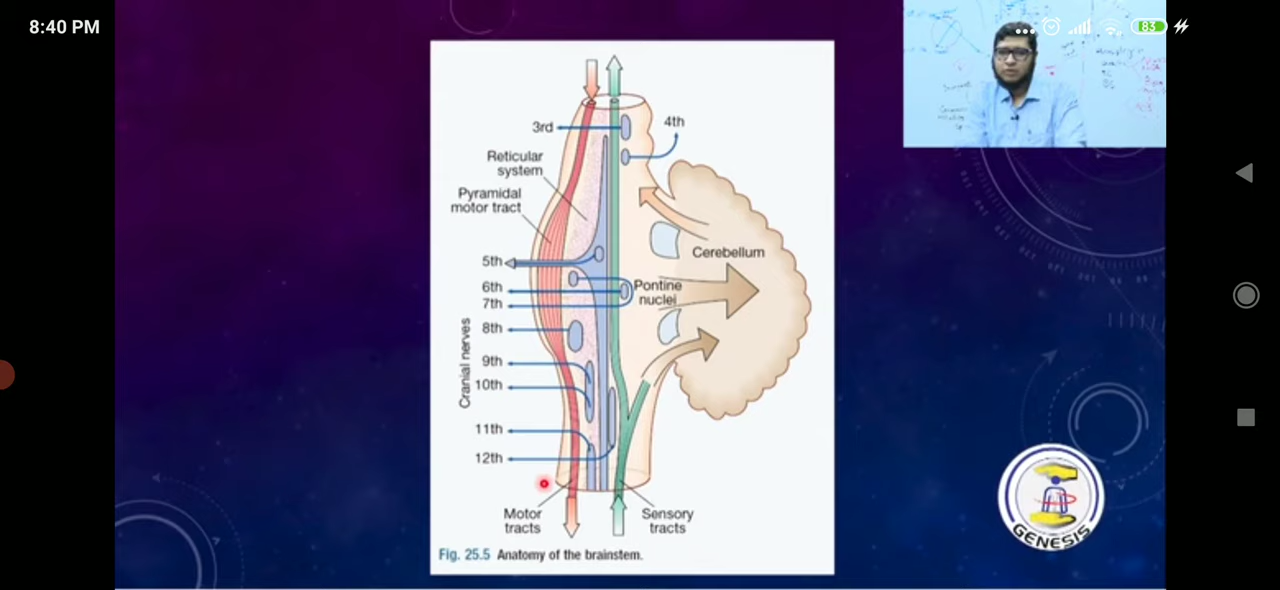 8:40 PM
83
3rd
4th
Reticular
system
Pyramidal
motor tract
Cerebellum
5th
6th
7th
Pontine
nuclei
8th
9th
10th
Cranial nerves
11th
12th
Motor
tracts
Sensory
tracts
Fig. 25.5 Anatomy of the brainstem.
GENESIS